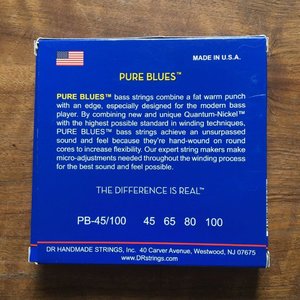 MADE IN U.S.A.
PURE BLUES™
PURE BLUES™ bass strings combine a fat warm punch
with an edge, especially designed for the modern bass
player. By combining new and unique Quantum-Nickel™
with the highest possible standard in winding techniques,
PURE BLUES™ bass strings achieve an unsurpassed
sound and feel because they're hand-wound on round
cores to increase flexibility. Our expert string makers make
micro-adjustments needed throughout the winding process
for the best sound and feel possible.
THE DIFFERENCE IS REAL™
PB-45/100 45 65 80 100
DR HANDMADE STRINGS, Inc. 40 Carver Avenue, Westwood, NJ 07675
www.DRstrings.com